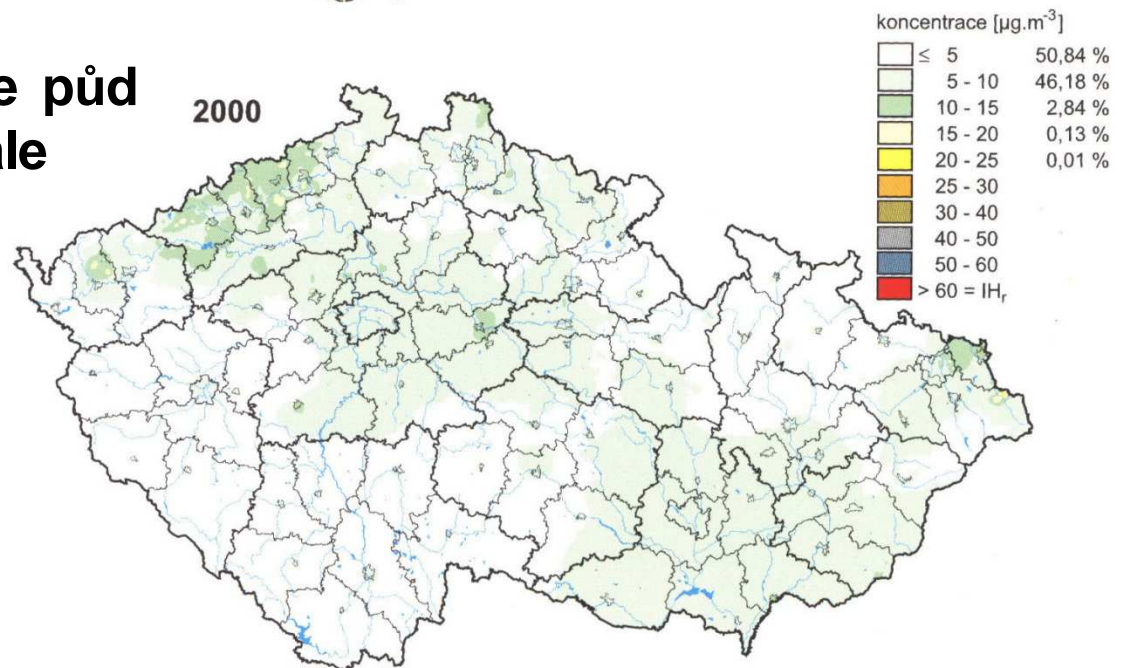 e půd
ale
2000
koncentrace [µg.m⁻³]
≤ 5 50,84 %
5 - 10 46,18 %
10 - 15 2,84 %
15 - 20 0,13 %
20 - 25 0,01 %
25 - 30
30 - 40
40 - 50
50 - 60
> 60 = IHᵣ